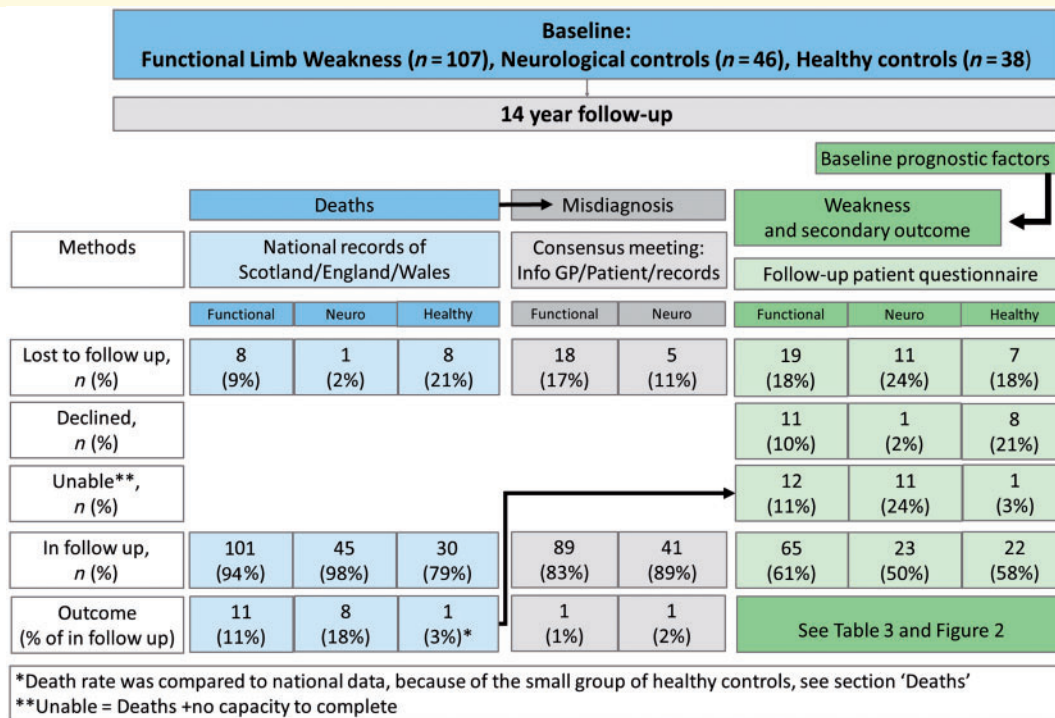 Baseline:
Functional Limb Weakness (n = 107), Neurological controls (n = 46), Healthy controls (n = 38)
14 year follow-up
Baseline prognostic factors
Deaths
Misdiagnosis
Weakness
and secondary outcome
Methods
National records of
Scotland/England/Wales
Consensus meeting:
Info GP/Patient/records
Follow-up patient questionnaire
Functional Neuro Healthy Functional Neuro Functional Neuro Healthy
Lost to follow up, 8 1 8 18 5 19 11 7
n (%) (9%) (2%) (21%) (17%) (11%) (18%) (24%) (18%)
Declined, 11 1 8
n (%) (10%) (2%) (21%)
Unable**, 12 11 1
n (%) (11%) (24%) (3%)
In follow up, 101 45 30 89 41 65 23 22
n (%) (94%) (98%) (79%) (83%) (89%) (61%) (50%) (58%)
Outcome 11 8 1 1 1
(% of in follow up) (11%) (18%) (3%)* (1%) (2%)
See Table 3 and Figure 2
*Death rate was compared to national data, because of the small group of healthy controls, see section ‘Deaths’
**Unable = Deaths +no capacity to complete